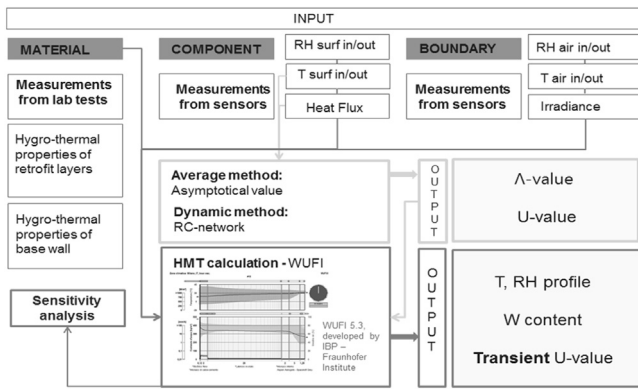 INPUT
MATERIAL
COMPONENT
RH surf in/out
BOUNDARY
RH air in/out
Measurements
from lab tests
Measurements
from sensors
T surf in/out
Heat Flux
Measurements
from sensors
T air in/out
Irradiance
Hygro-thermal
properties of
retrofit layers
Hygro-thermal
properties of
base wall
Average method:
Asymptotical value
Dynamic method:
RC-network
OUTPUT
Λ-value
U-value
HMT calculation - WUFI
WUFI 5.3,
developed by
IBP –
Fraunhofer
Institute
OUTPUT
T, RH profile
W content
Transient U-value
Sensitivity
analysis